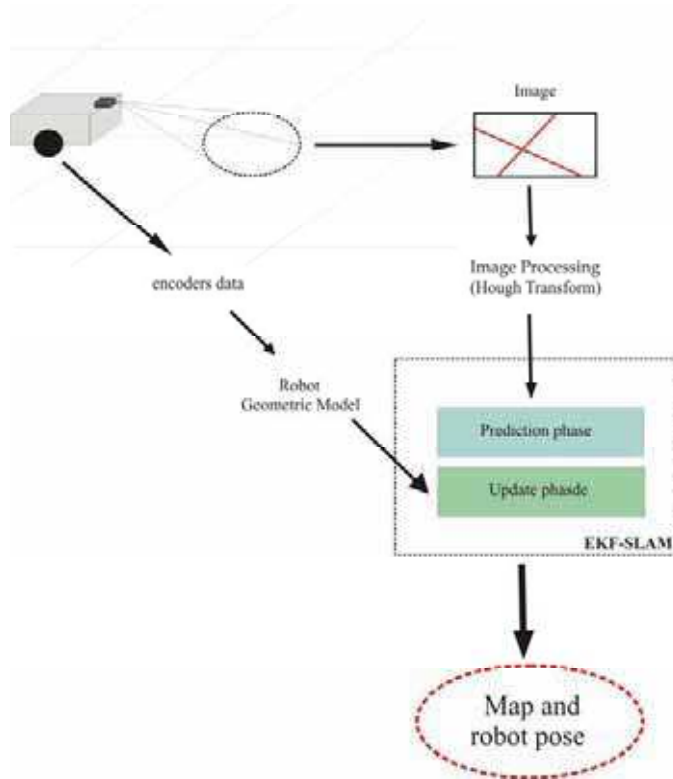 Image
Image Processing
(Hough Transform)
encoders data
Robot
Geometric Model
Prediction phase
Update phasde
EKF-SLAM
Map and
robot pose